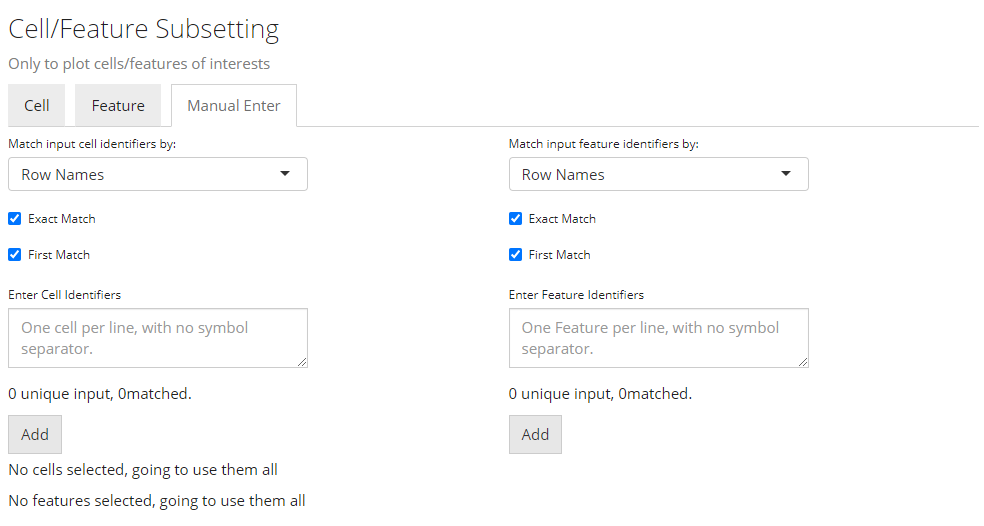 Cell/Feature Subsetting
Only to plot cells/features of interests
Cell Feature Manual Enter
Match input cell identifiers by:
Row Names
Exact Match
First Match
Enter Cell Identifiers
One cell per line, with no symbol
separator.
0 unique input, 0matched.
Add
Match input feature identifiers by:
Row Names
Exact Match
First Match
Enter Feature Identifiers
One Feature per line, with no symbol
separator.
0 unique input, 0matched.
Add
No cells selected, going to use them all
No features selected, going to use them all